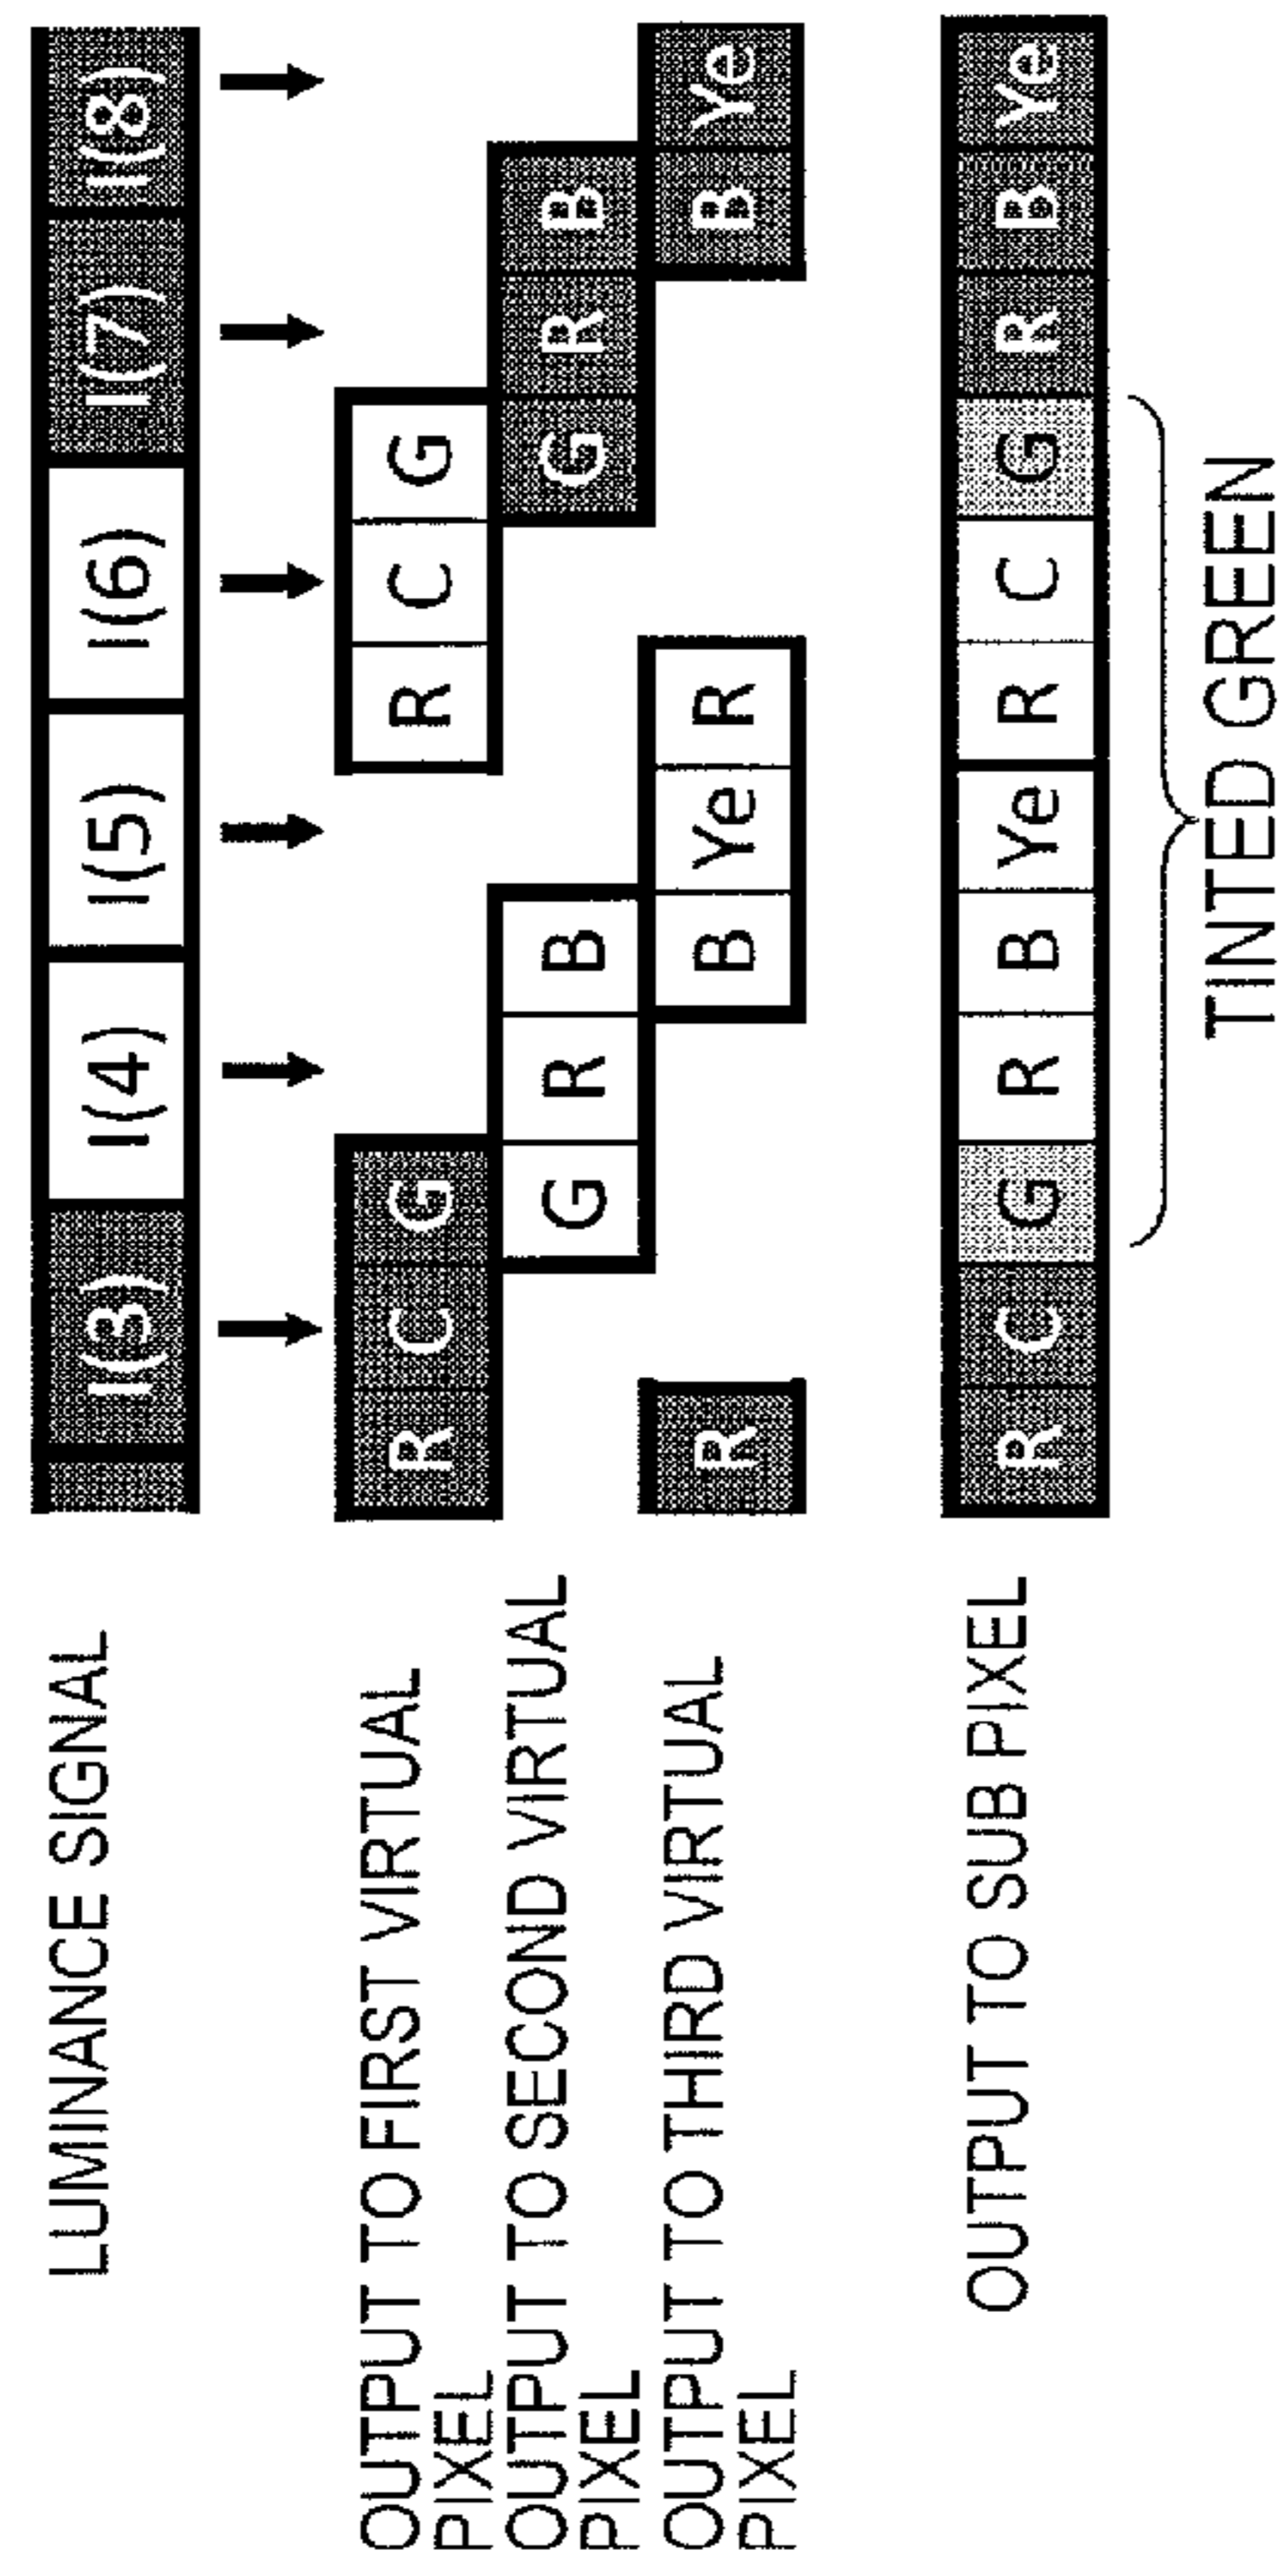 LUMINANCE SIGNAL
I(3) I(4) I(5) I(6) I(7) I(8)
OUTPUT TO FIRST VIRTUAL
PIXEL
R C G R C G
OUTPUT TO SECOND VIRTUAL
PIXEL
G R B G R B
OUTPUT TO THIRD VIRTUAL
PIXEL
R B Ye R B Ye
OUTPUT TO SUB PIXEL
R C G R B Ye R C G R B Ye
TINTED GREEN